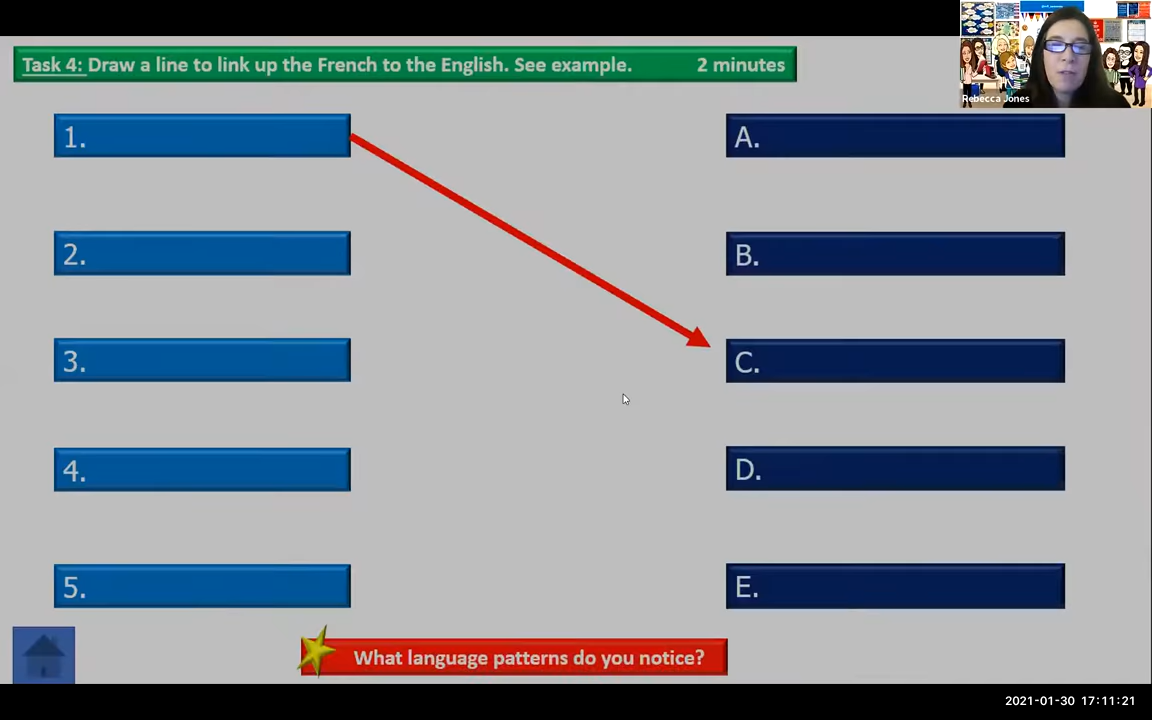 Task 4: Draw a line to link up the French to the English. See example. 2 minutes
Rebecca Jones
1.
A.
2.
B.
3.
C.
4.
D.
5.
E.
What language patterns do you notice?
2021-01-30 17:11:21